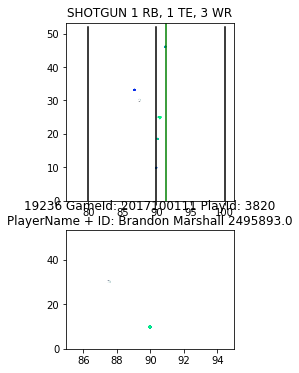 SHOTGUN 1 RB, 1 TE, 3 WR
50
40
30
20
10
0
80 85 90 95 100
19236 GameId: 2017100111 PlayId: 3820
PlayerName + ID: Brandon Marshall 2495893.0
40
20
0
86 88 90 92 94